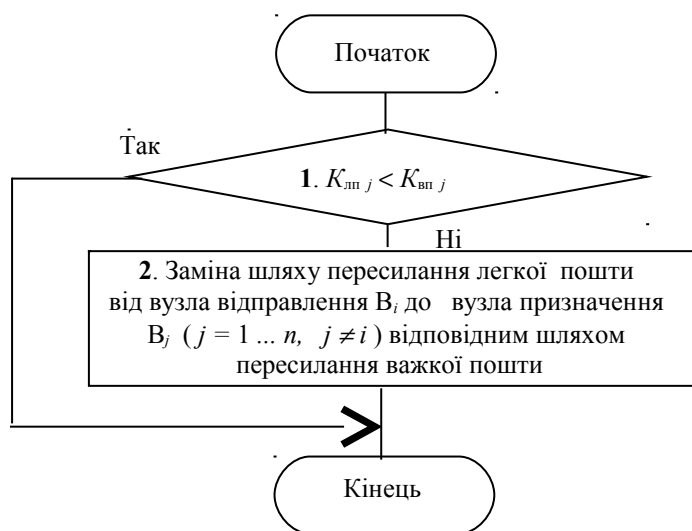 Початок
Так
1. Kлп j < Kвп j
Ні
2. Заміна шляху пересилання легкої пошти
від вузла відправлення Bi до вузла призначення
Bj ( j = 1 ... n, j ≠ i ) відповідним шляхом
пересилання важкої пошти
Кінець